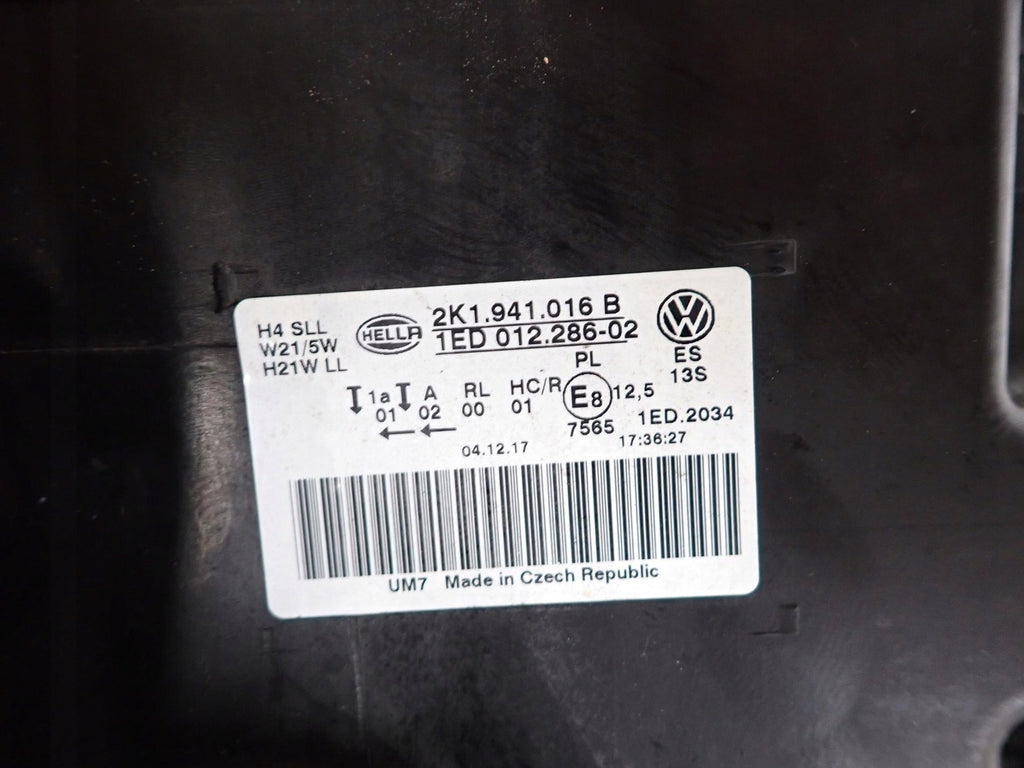 H4 SLL
W21/5W
H21W LL
HELLA
2K1.941.016 B
1ED 012.286-02
PL
VW
ES
13S
1a A RL HC/R E8 12,5
01 02 00 01
7565 1ED.2034
04.12.17 17:36:27
UM7 Made in Czech Republic